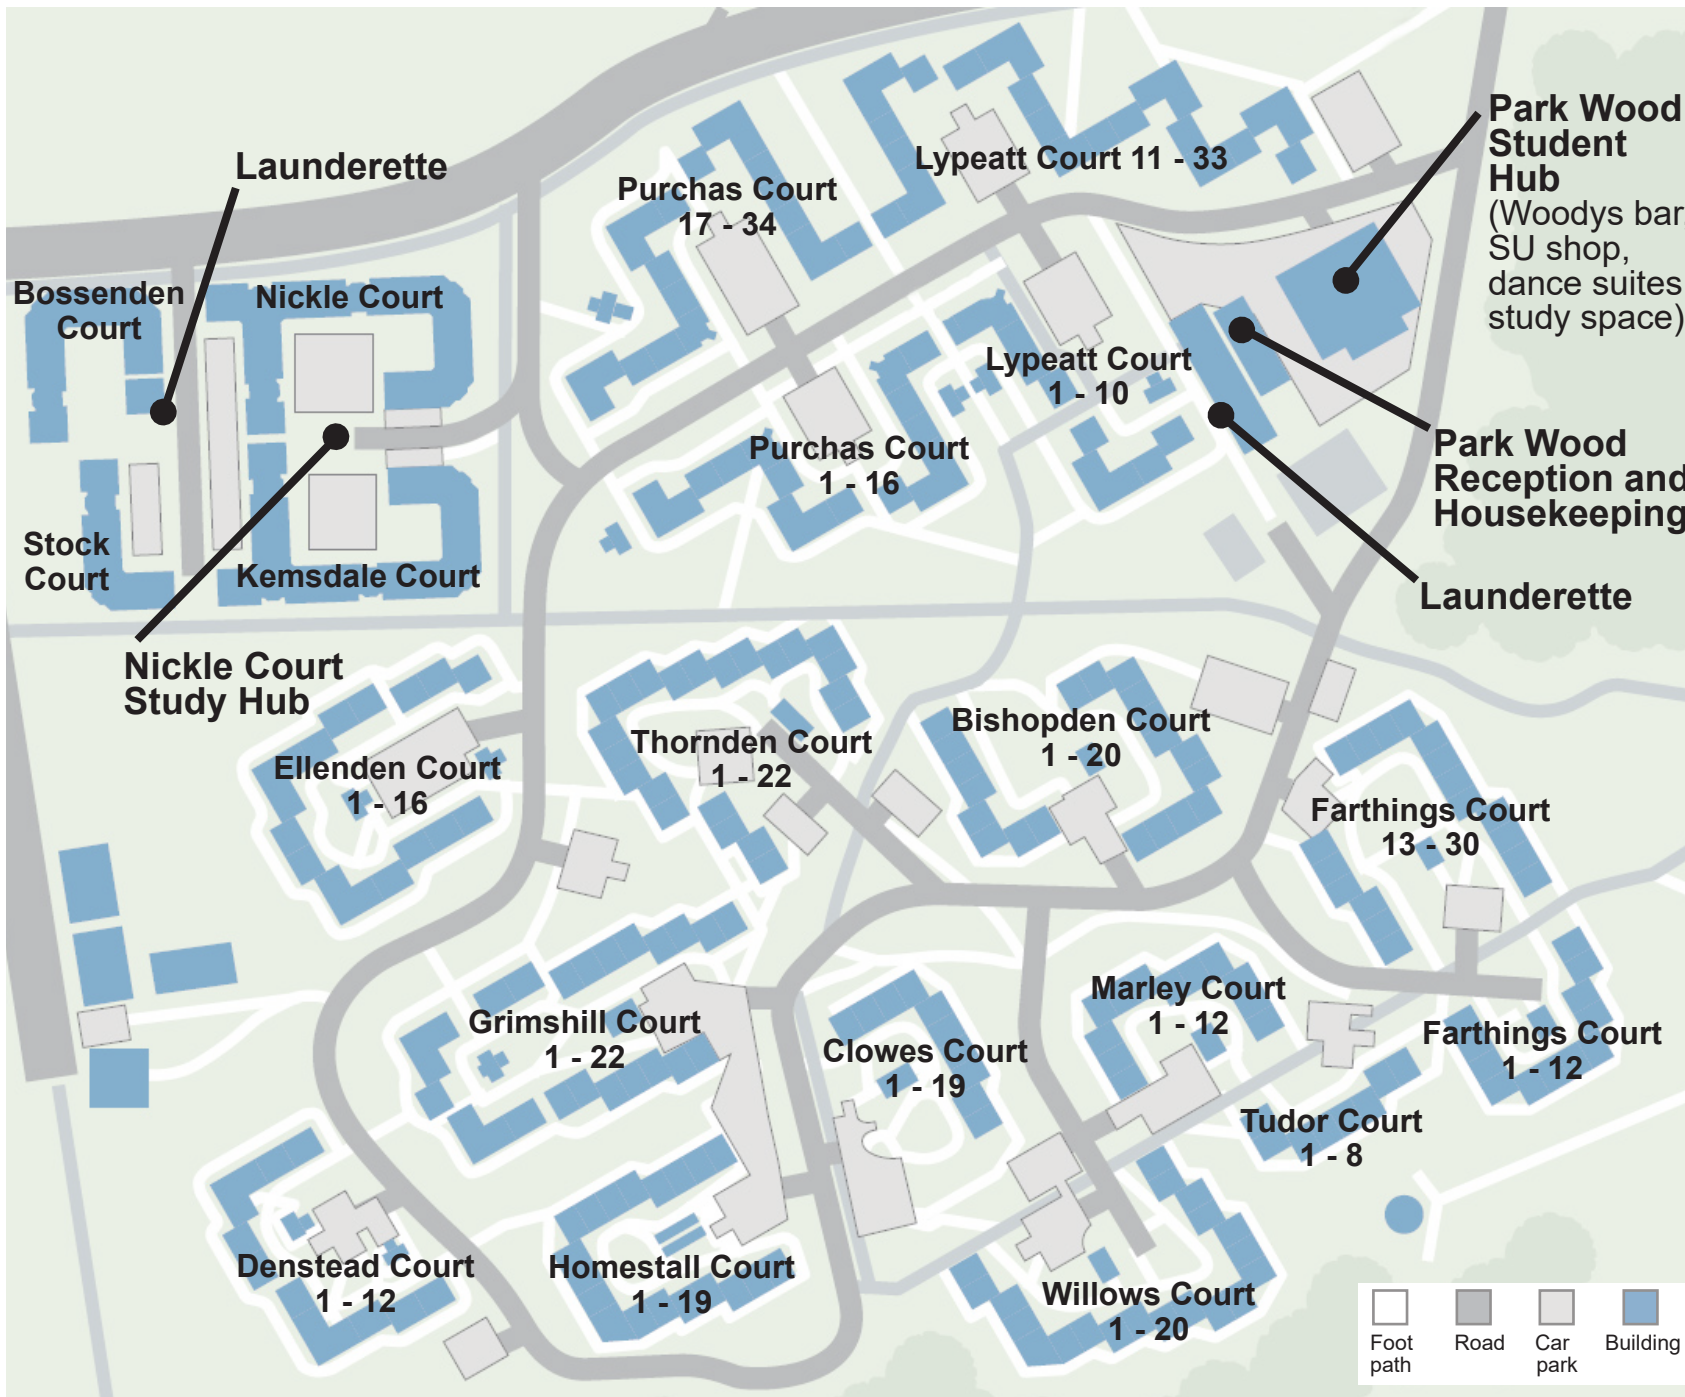 Launderette
Purchas Court
17 - 34
Lypeatt Court 11 - 33
Park Wood
Student
Hub
(Woodys bar,
SU shop,
dance suites
study space)
Bossenden
Court
Nickle Court
Lypeatt Court
1 - 10
Purchas Court
1 - 16
Park Wood
Reception and
Housekeeping
Launderette
Stock
Court
Kemsdale Court
Nickle Court
Study Hub
Ellenden Court
1 - 16
Thornden Court
1 - 22
Bishopden Court
1 - 20
Farthings Court
13 - 30
Grimshill Court
1 - 22
Clowes Court
1 - 19
Marley Court
1 - 12
Farthings Court
1 - 12
Tudor Court
1 - 8
Denstead Court
1 - 12
Homestall Court
1 - 19
Willows Court
1 - 20
Foot
path
Road
Car
park
Building